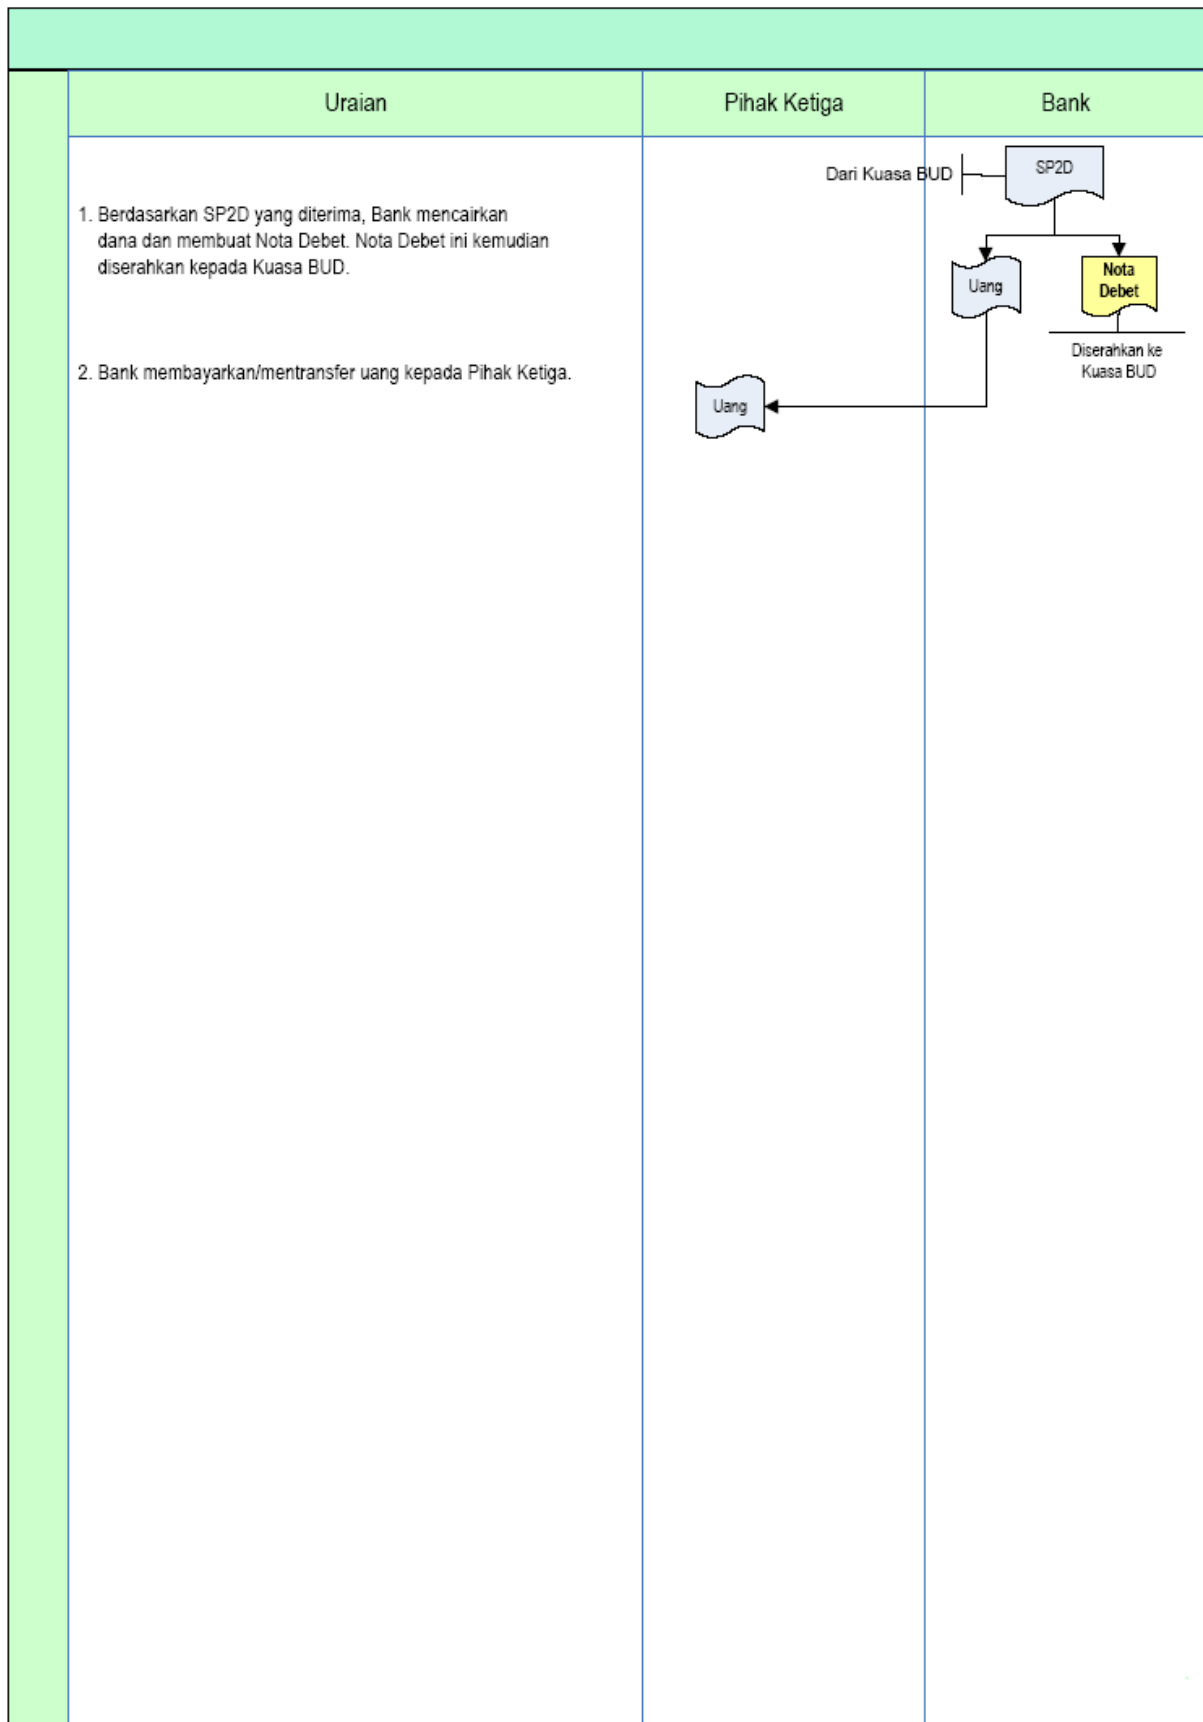 Uraian
Pihak Ketiga
Bank
Dari Kuasa BUD
SP2D
1. Berdasarkan SP2D yang diterima, Bank mencairkan
dana dan membuat Nota Debet. Nota Debet ini kemudian
diserahkan kepada Kuasa BUD.
Uang
Nota
Debet
Diserahkan ke
Kuasa BUD
2. Bank membayarkan/mentransfer uang kepada Pihak Ketiga.
Uang